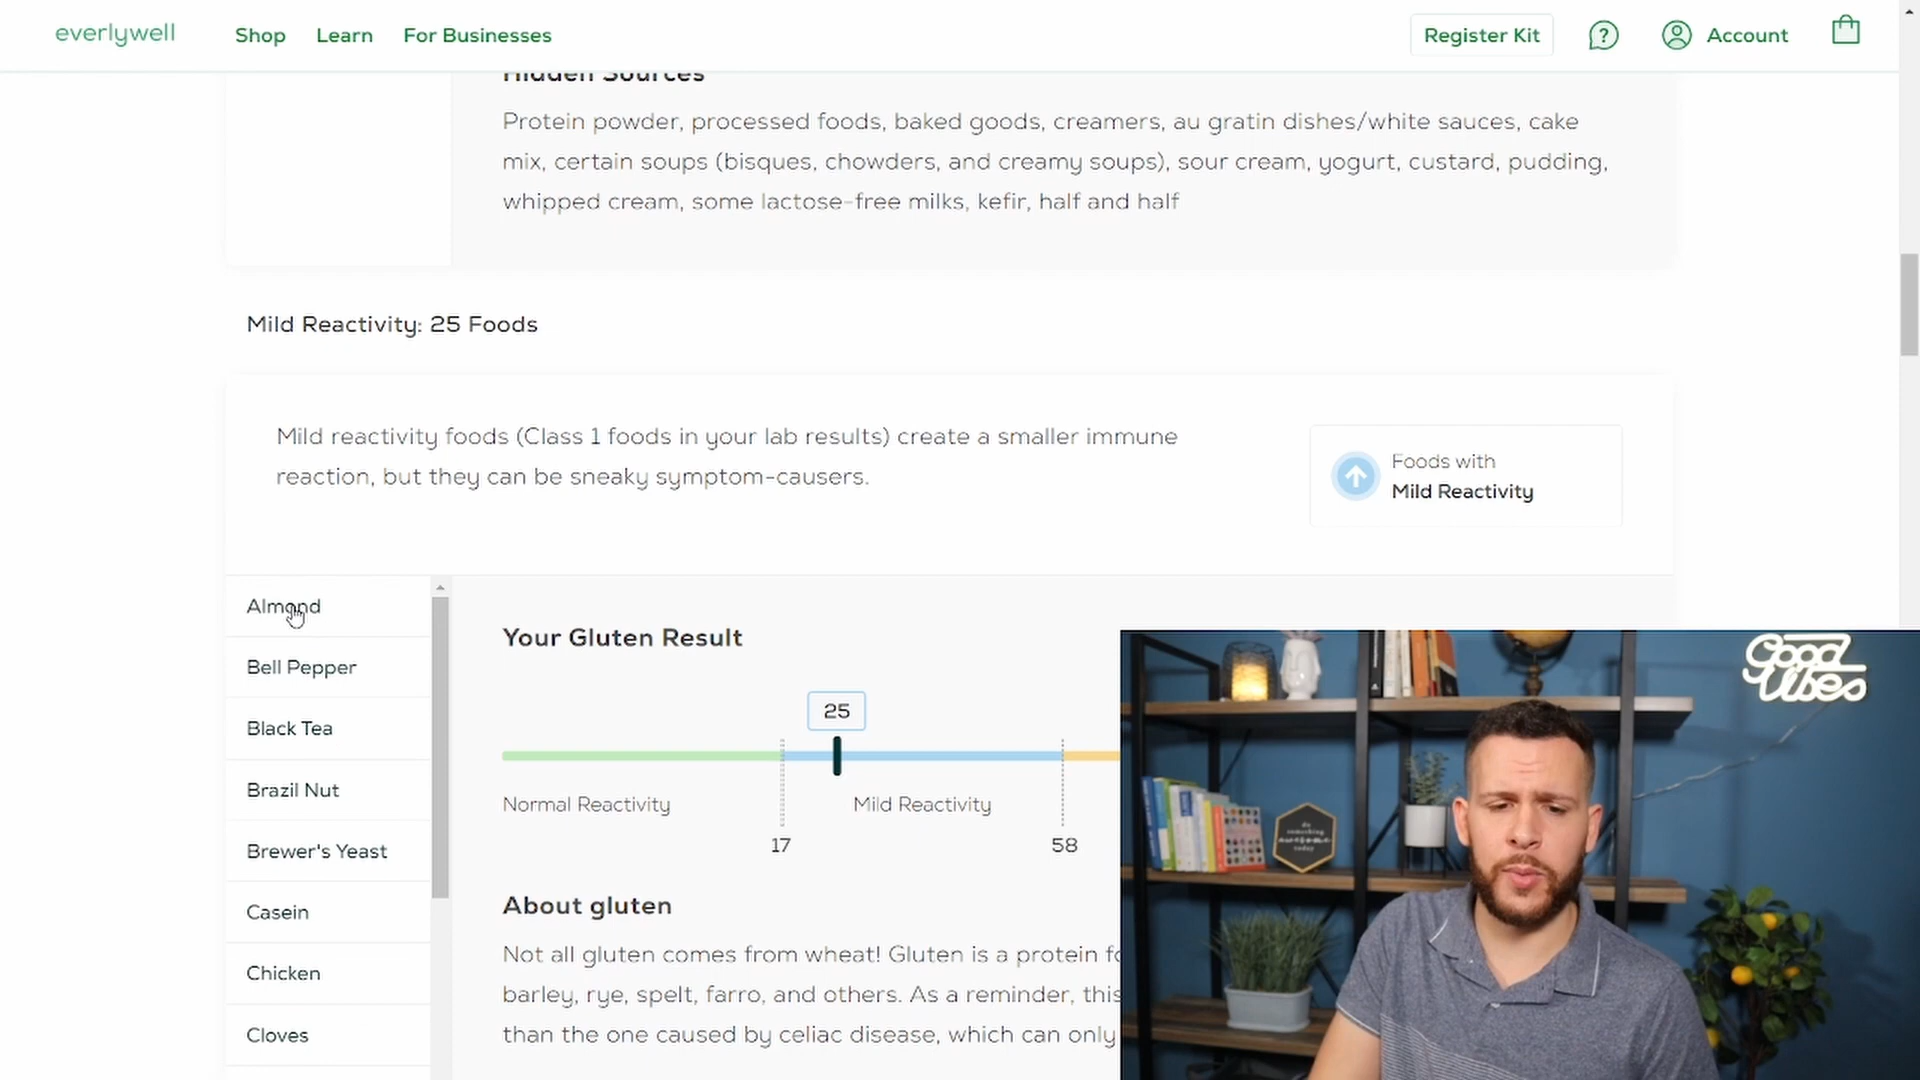 everlywell
Shop
Learn
For Businesses
Register Kit
?
Account
Hidden Sources
Protein powder, processed foods, baked goods, creamers, au gratin dishes/white sauces, cake
mix, certain soups (bisques, chowders, and creamy soups), sour cream, yogurt, custard, pudding,
whipped cream, some lactose-free milks, kefir, half and half
Mild Reactivity: 25 Foods
Mild reactivity foods (Class 1 foods in your lab results) create a smaller immune
reaction, but they can be sneaky symptom-causers.
Foods with
Mild Reactivity
Almond
Bell Pepper
Black Tea
Brazil Nut
Brewer's Yeast
Casein
Chicken
Cloves
Your Gluten Result
25
Normal Reactivity
Mild Reactivity
17
58
About gluten
Not all gluten comes from wheat! Gluten is a protein
barley, rye, spelt, farro, and others. As a reminder, this
than the one caused by celiac disease, which can only
Good
Vibes
do
something
awesome
today